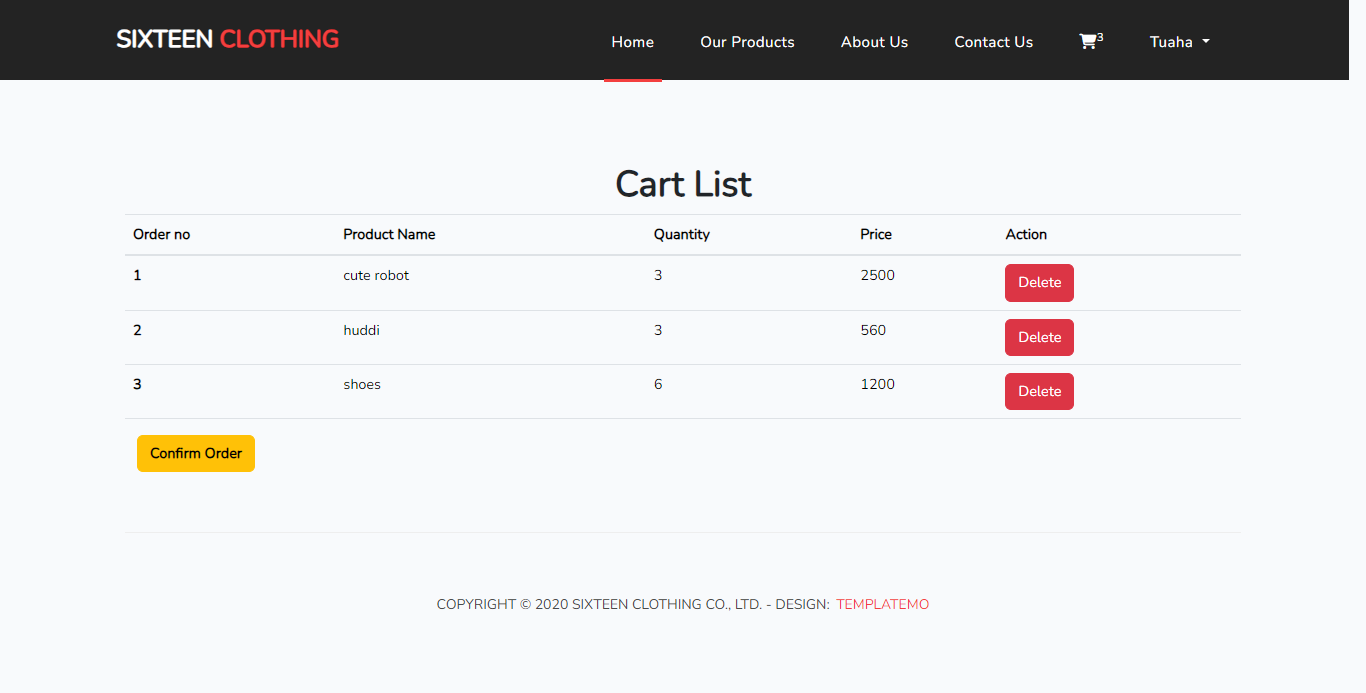 SIXTEEN CLOTHING Home Our Products About Us Contact Us 3 Tuaha
Cart List
Order no Product Name Quantity Price Action
1 cute robot 3 2500 Delete
2 huddi 3 560 Delete
3 shoes 6 1200 Delete
Confirm Order
COPYRIGHT © 2020 SIXTEEN CLOTHING CO., LTD. - DESIGN: TEMPLATEMO